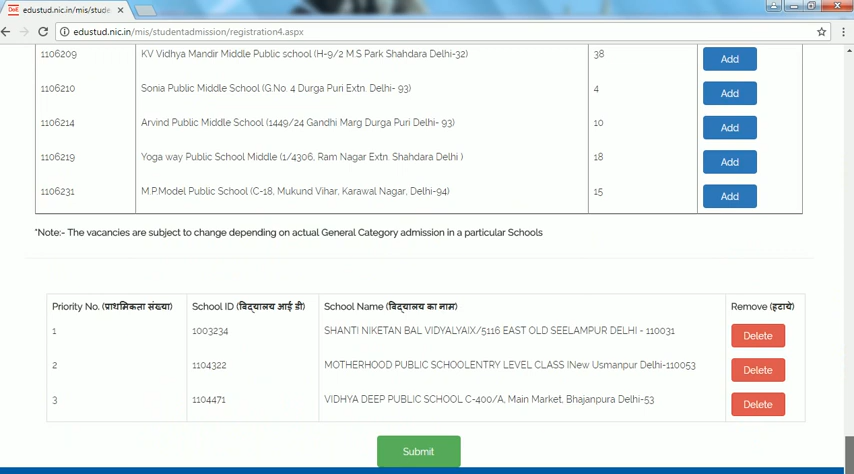 edustud.nic.in/mis/stude
edustud.nic.in/mis/studentadmission/registration4.aspx
1106209 KV Vidhya Mandir Middle Public school (H-9/2 M.S Park Shahdara Delhi-32) 38 Add
1106210 Sonia Public Middle School (G.No. 4 Durga Puri Extn. Delhi- 93) 4 Add
1106214 Arvind Public Middle School (1449/24 Gandhi Marg Durga Puri Delhi- 93) 10 Add
1106219 Yoga way Public School Middle (1/4306, Ram Nagar Extn. Shahdara Delhi ) 18 Add
1106231 M.P.Model Public School (C-18, Mukund Vihar, Karawal Nagar, Delhi-94) 15 Add
*Note:- The vacancies are subject to change depending on actual General Category admission in a particular Schools
Priority No. (प्राथमिकता संख्या) School ID (विद्यालय आई डी) School Name (विद्यालय का नाम) Remove (हटाये)
1 1003234 SHANTI NIKETAN BAL VIDYALYAIX/5116 EAST OLD SEELAMPUR DELHI - 110031 Delete
2 1104322 MOTHERHOOD PUBLIC SCHOOLENTRY LEVEL CLASS INew Usmanpur Delhi-110053 Delete
3 1104471 VIDHYA DEEP PUBLIC SCHOOL C-400/A, Main Market, Bhajanpura Delhi-53 Delete
Submit